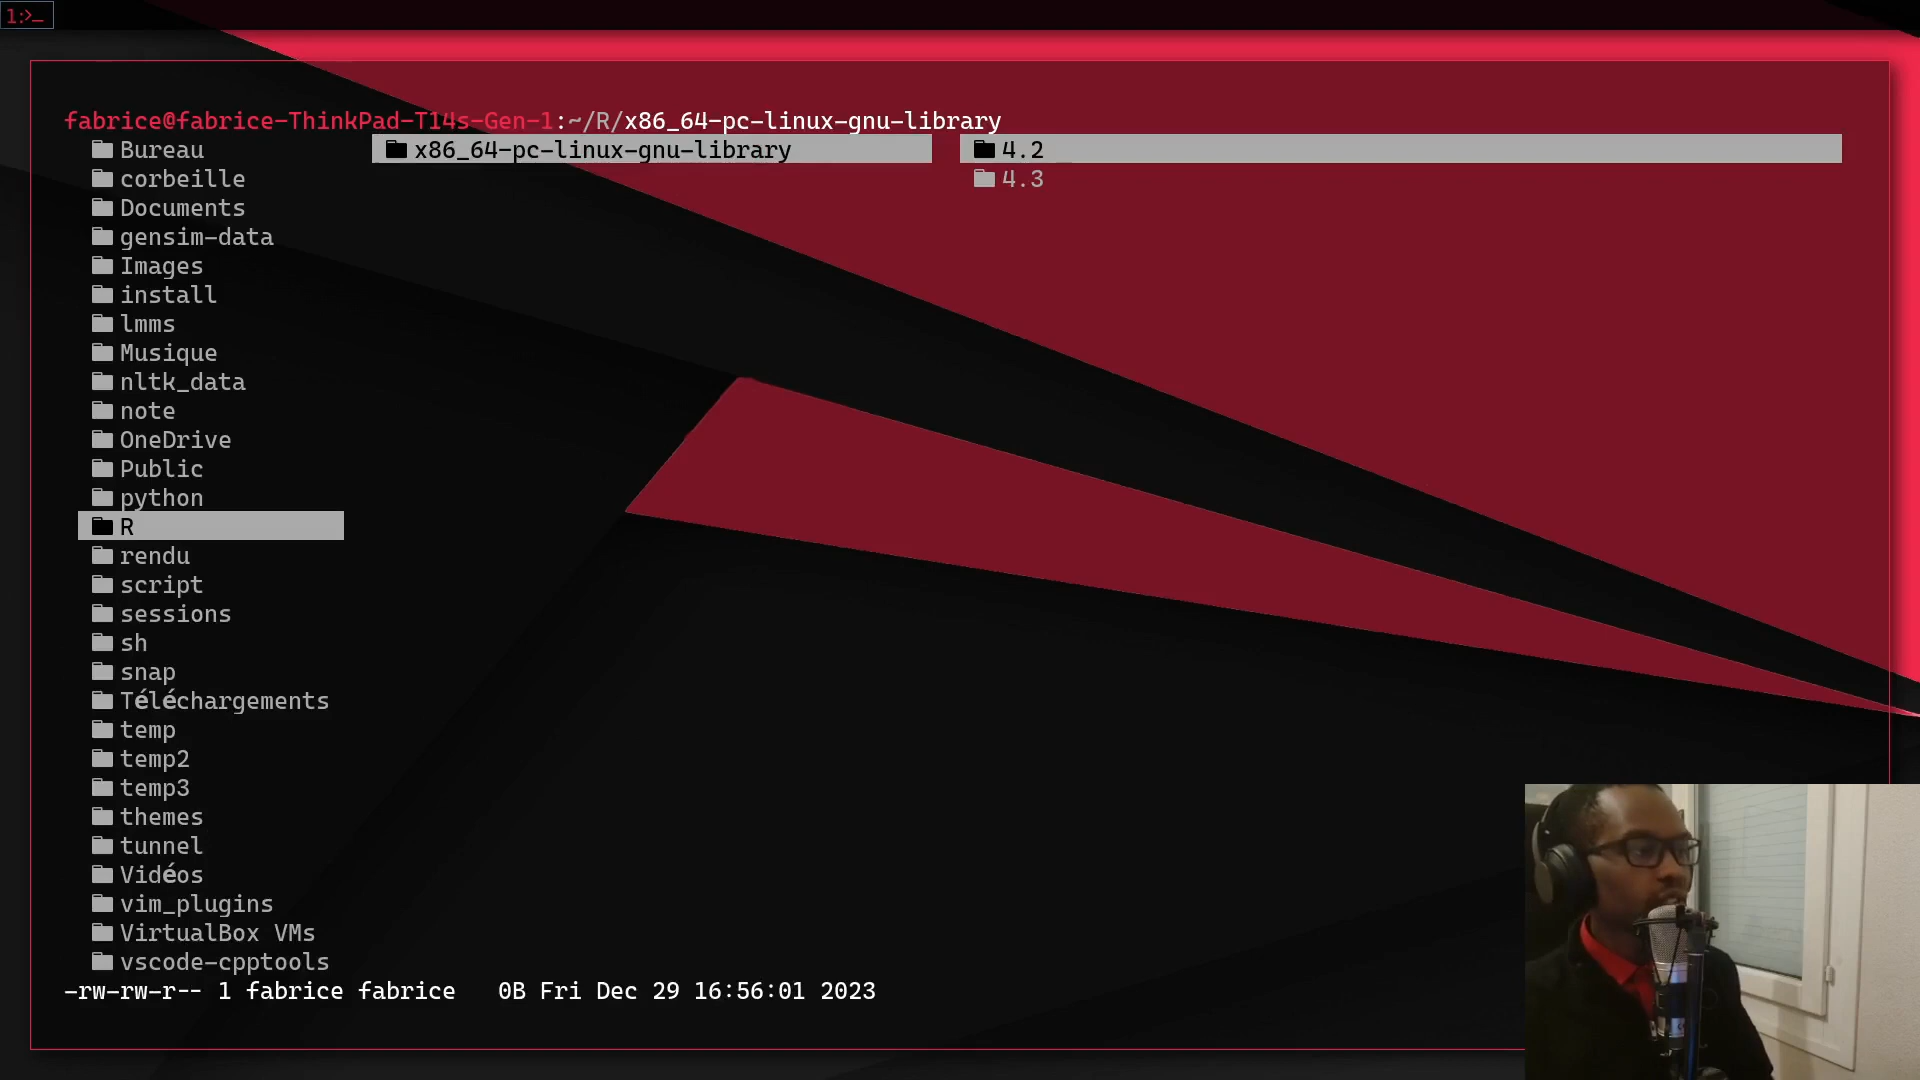 1:>_
fabrice@fabrice-ThinkPad-T14s-Gen-1:~/R/x86_64-pc-linux-gnu-library
Bureau x86_64-pc-linux-gnu-library 4.2
corbeille 4.3
Documents
gensim-data
Images
install
lmms
Musique
nltk_data
note
OneDrive
Public
python
R
rendu
script
sessions
sh
snap
Téléchargements
temp
temp2
temp3
themes
tunnel
Vidéos
vim_plugins
VirtualBox VMs
vscode-cpptools
-rw-rw-r-- 1 fabrice fabrice 0B Fri Dec 29 16:56:01 2023